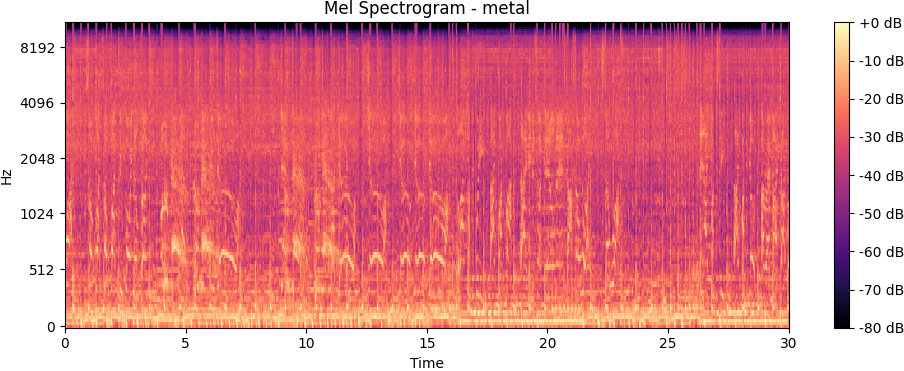 Mel Spectrogram - metal
Hz
8192
4096
2048
1024
512
0
0 5 10 15 20 25 30
Time
+0 dB
-10 dB
-20 dB
-30 dB
-40 dB
-50 dB
-60 dB
-70 dB
-80 dB